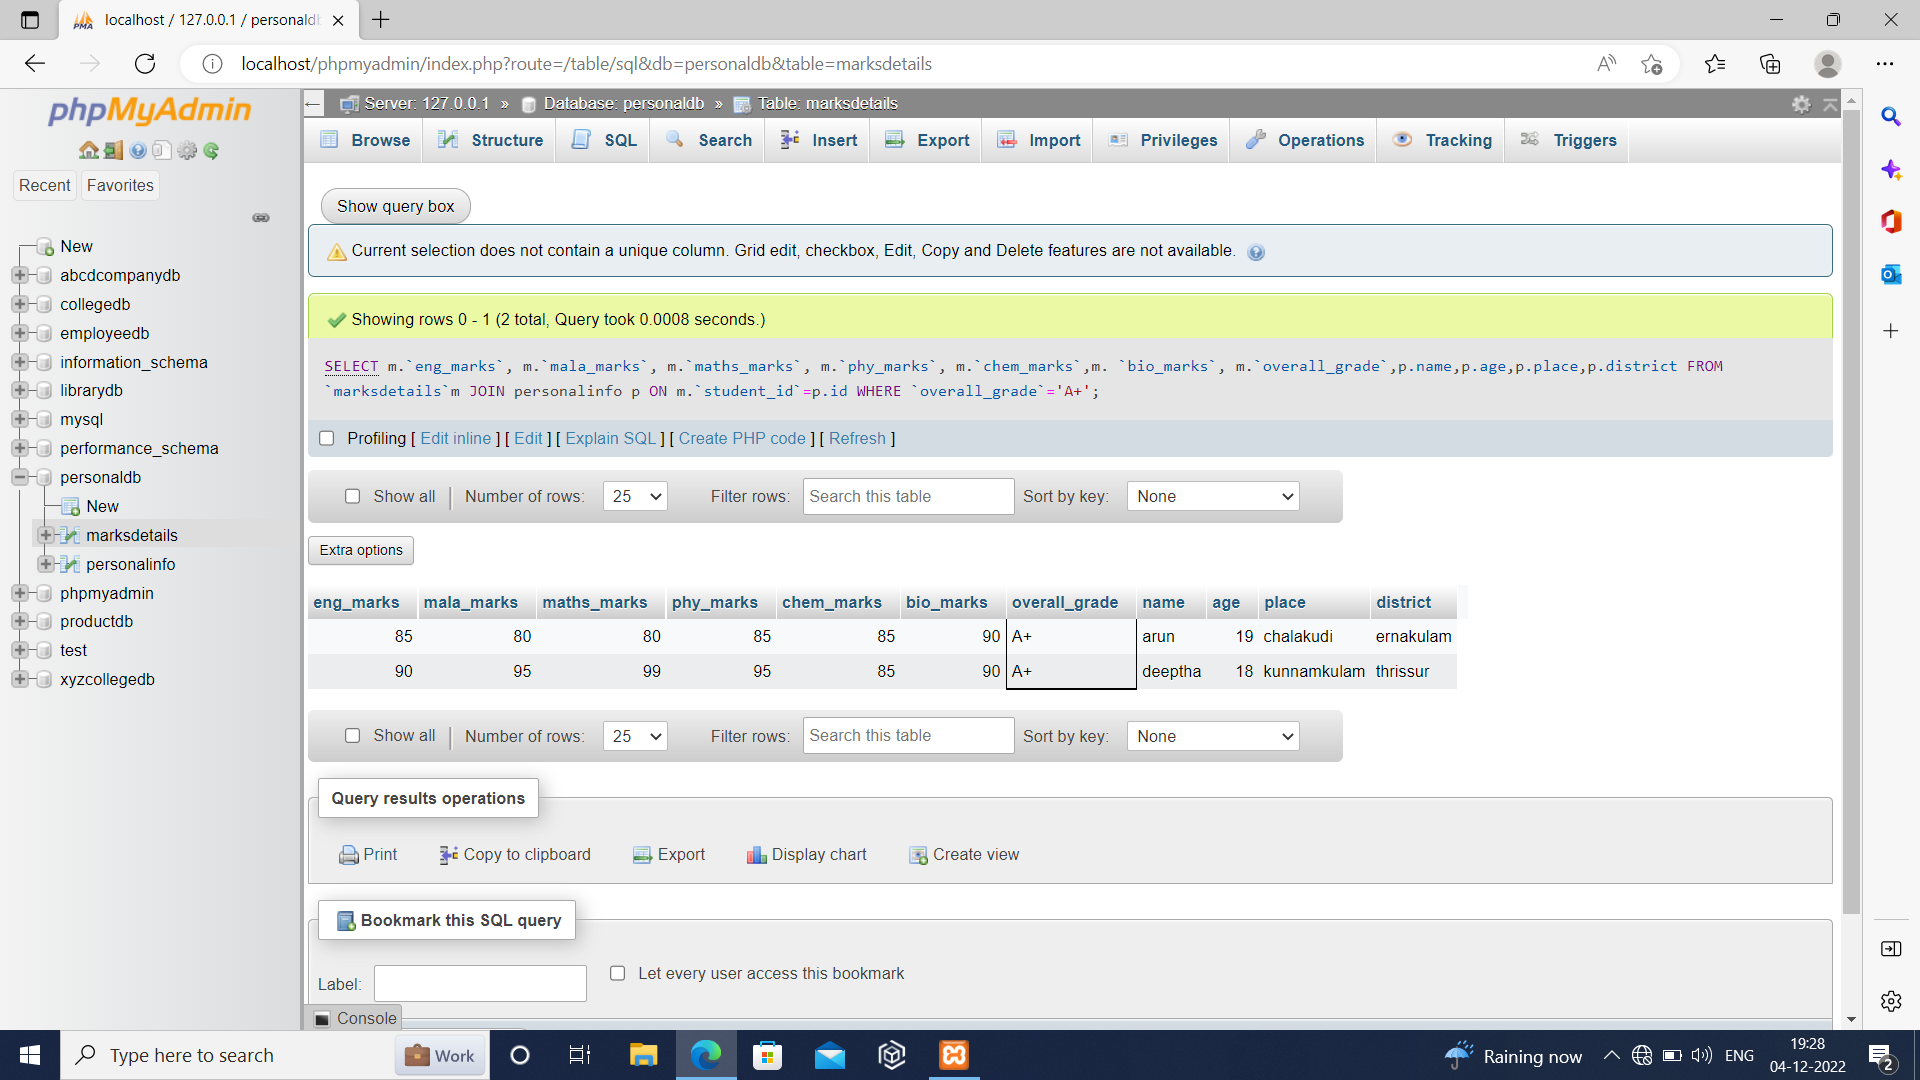 localhost / 127.0.0.1 / personaldb
localhost/phpmyadmin/index.php?route=/table/sql&db=personaldb&table=marksdetails
phpMyAdmin
Recent Favorites
New
abcdcompanydb
collegedb
employeedb
information_schema
librarydb
mysql
performance_schema
personaldb
New
marksdetails
personalinfo
phpmyadmin
productdb
test
xyzcollegedb
Server: 127.0.0.1 » Database: personaldb » Table: marksdetails
Browse Structure SQL Search Insert Export Import Privileges Operations Tracking Triggers
Show query box
Current selection does not contain a unique column. Grid edit, checkbox, Edit, Copy and Delete features are not available.
Showing rows 0 - 1 (2 total, Query took 0.0008 seconds.)
SELECT m.`eng_marks`, m.`mala_marks`, m.`maths_marks`, m.`phy_marks`, m.`chem_marks`,m. `bio_marks`, m.`overall_grade`,p.name,p.age,p.place,p.district FROM
`marksdetails`m JOIN personalinfo p ON m.`student_id`=p.id WHERE `overall_grade`='A+';
Profiling [ Edit inline ] [ Edit ] [ Explain SQL ] [ Create PHP code ] [ Refresh ]
Show all Number of rows: 25 Filter rows: Search this table Sort by key: None
Extra options
eng_marks mala_marks maths_marks phy_marks chem_marks bio_marks overall_grade name age place district
85 80 80 85 85 90 A+ arun 19 chalakudi ernakulam
90 95 99 95 85 90 A+ deeptha 18 kunnamkulam thrissur
Show all Number of rows: 25 Filter rows: Search this table Sort by key: None
Query results operations
Print Copy to clipboard Export Display chart Create view
Bookmark this SQL query
Label: Let every user access this bookmark
Console
Type here to search Work Raining now ENG 19:28
04-12-2022 2